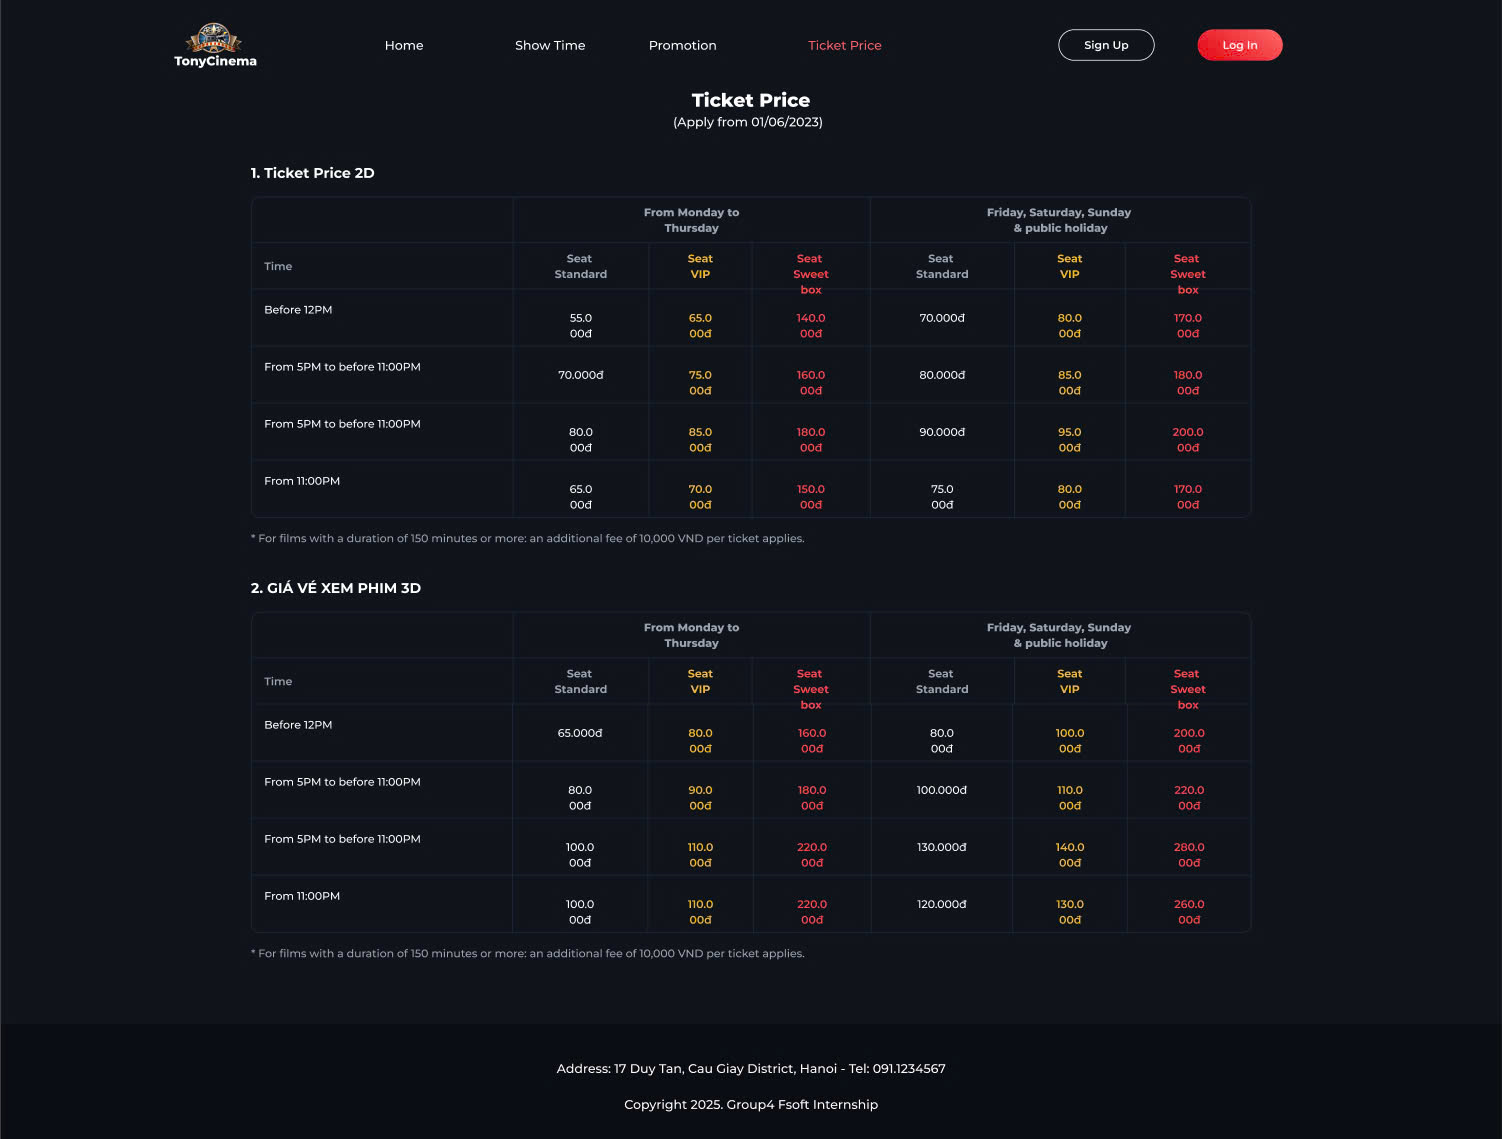 TonyCinema
Home
Show Time
Promotion
Ticket Price
Sign Up
Log In
Ticket Price
(Apply from 01/06/2023)
1. Ticket Price 2D
From Monday to
Thursday
Friday, Saturday, Sunday
& public holiday
Time
Seat
Standard
Seat
VIP
Seat
Sweet
box
Seat
Standard
Seat
VIP
Seat
Sweet
box
Before 12PM
55.0
00đ
65.0
00đ
140.0
00đ
70.000đ
80.0
00đ
170.0
00đ
From 5PM to before 11:00PM
70.000đ
75.0
00đ
160.0
00đ
80.000đ
85.0
00đ
180.0
00đ
From 5PM to before 11:00PM
80.0
00đ
85.0
00đ
180.0
00đ
90.000đ
95.0
00đ
200.0
00đ
From 11:00PM
65.0
00đ
70.0
00đ
150.0
00đ
75.0
00đ
80.0
00đ
170.0
00đ
* For films with a duration of 150 minutes or more: an additional fee of 10,000 VND per ticket applies.
2. GIÁ VÉ XEM PHIM 3D
From Monday to
Thursday
Friday, Saturday, Sunday
& public holiday
Time
Seat
Standard
Seat
VIP
Seat
Sweet
box
Seat
Standard
Seat
VIP
Seat
Sweet
box
Before 12PM
65.000đ
80.0
00đ
160.0
00đ
80.0
00đ
100.0
00đ
200.0
00đ
From 5PM to before 11:00PM
80.0
00đ
90.0
00đ
180.0
00đ
100.000đ
110.0
00đ
220.0
00đ
From 5PM to before 11:00PM
100.0
00đ
110.0
00đ
220.0
00đ
130.000đ
140.0
00đ
280.0
00đ
From 11:00PM
100.0
00đ
110.0
00đ
220.0
00đ
120.000đ
130.0
00đ
260.0
00đ
* For films with a duration of 150 minutes or more: an additional fee of 10,000 VND per ticket applies.
Address: 17 Duy Tan, Cau Giay District, Hanoi - Tel: 091.1234567
Copyright 2025. Group4 Fsoft Internship